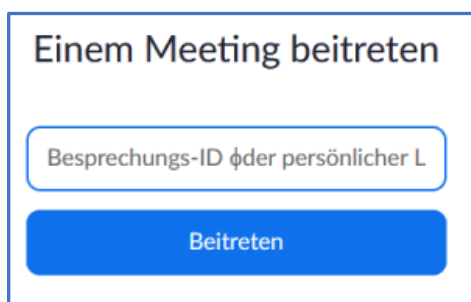 Einem Meeting beitreten
Besprechungs-ID oder persönlicher L
Beitreten